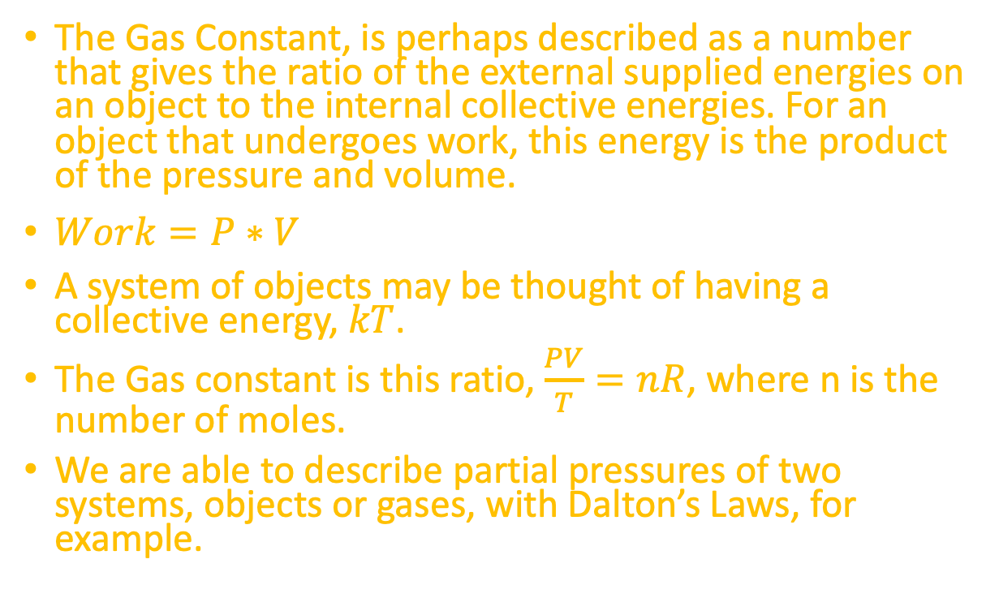 • The Gas Constant, is perhaps described as a number
that gives the ratio of the external supplied energies on
an object to the internal collective energies. For an
object that undergoes work, this energy is the product
of the pressure and volume.
• Work = P * V
• A system of objects may be thought of having a
collective energy, kT.
• The Gas constant is this ratio, PV/T = nR, where n is the
number of moles.
• We are able to describe partial pressures of two
systems, objects or gases, with Dalton’s Laws, for
example.